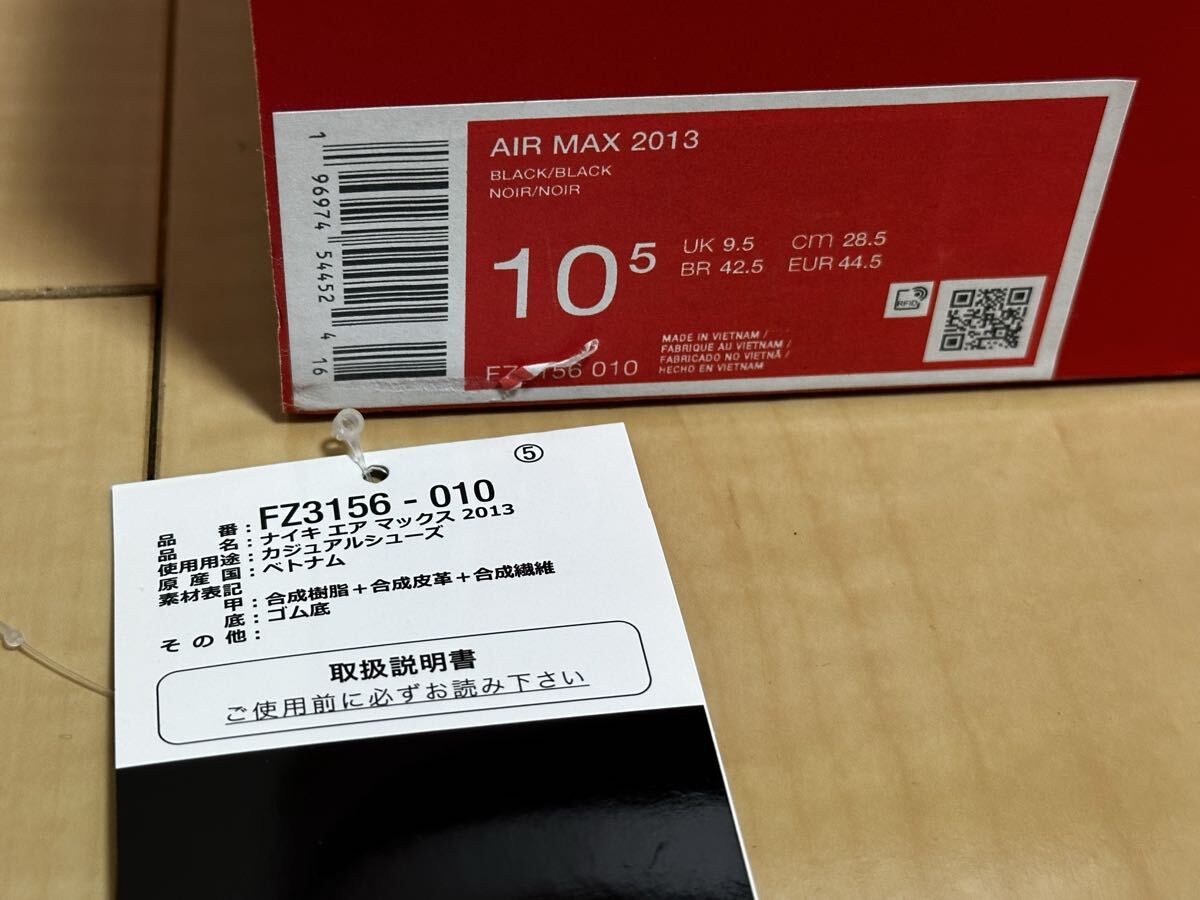 AIR MAX 2013
BLACK/BLACK
NOIR/NOIR
10 5
UK 9.5 cm 28.5
BR 42.5 EUR 44.5
RFID
MADE IN VIETNAM /
FABRIQUE AU VIETNAM /
FABRICADO NO VIETNÃ /
HECHO EN VIETNAM
FZ3156 010
1 96974 54452 4 16
⑤
品番：FZ3156 - 010
品名：ナイキ エア マックス 2013
使用用途：カジュアルシューズ
原産国：ベトナム
素材表記
甲：合成樹脂＋合成皮革＋合成繊維
底：ゴム底
その他：
取扱説明書
ご使用前に必ずお読み下さい